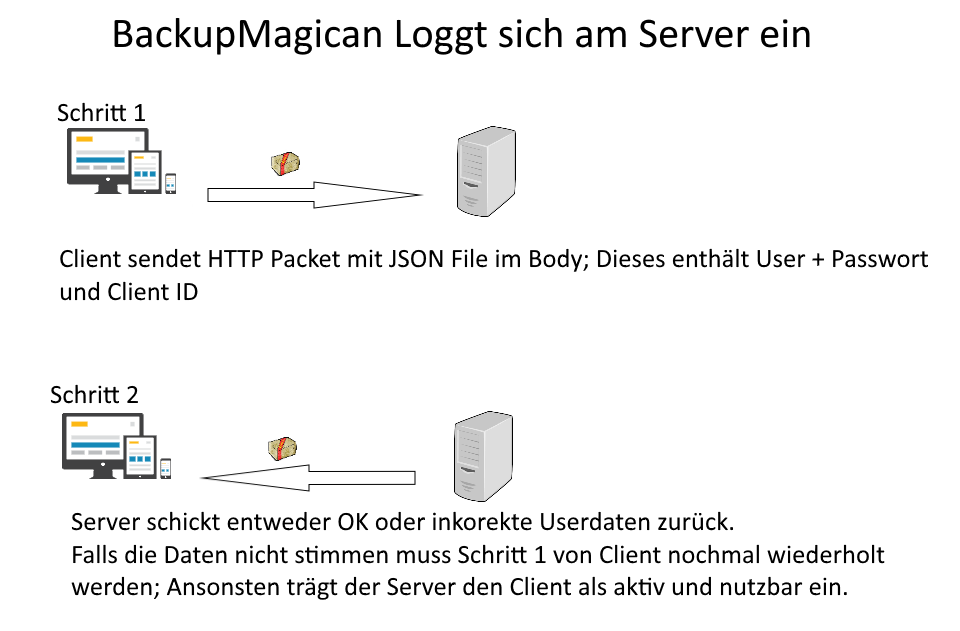 BackupMagican Loggt sich am Server ein
Schritt 1
Client sendet HTTP Packet mit JSON File im Body; Dieses enthält User + Passwort
und Client ID
Schritt 2
Server schickt entweder OK oder inkorekte Userdaten zurück.
Falls die Daten nicht stimmen muss Schritt 1 von Client nochmal wiederholt
werden; Ansonsten trägt der Server den Client als aktiv und nutzbar ein.